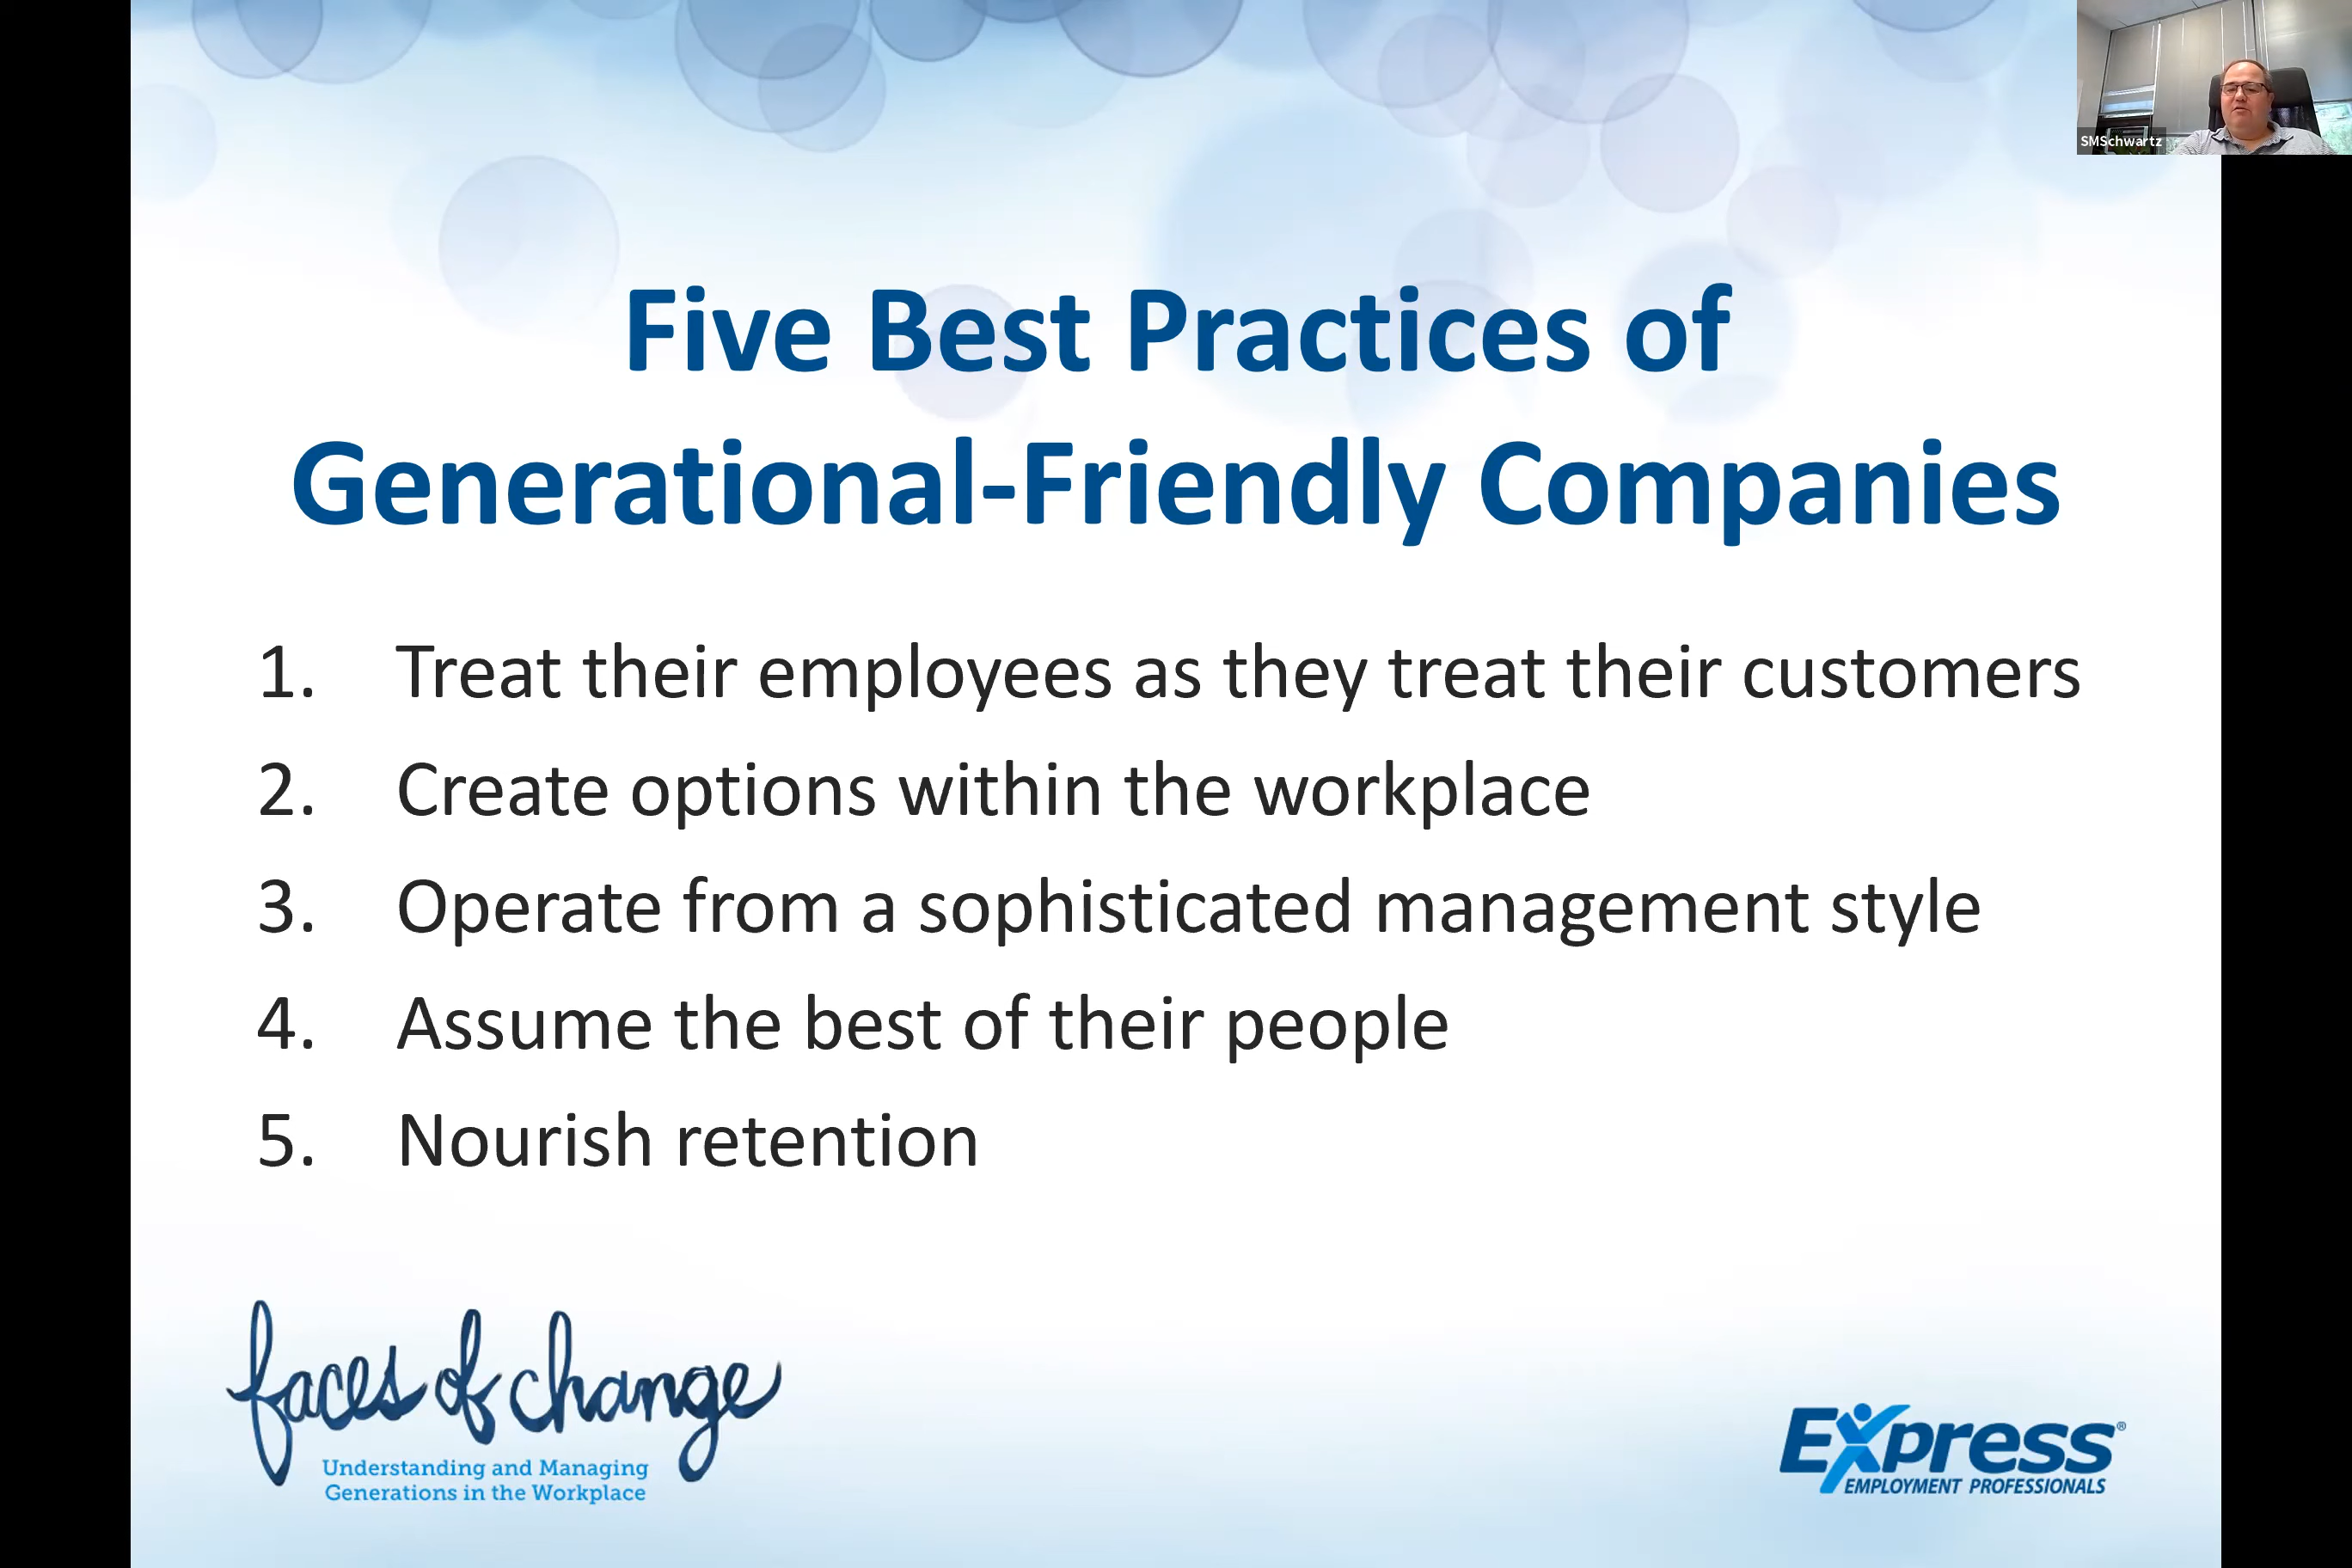 SMSchwartz
Five Best Practices of
Generational-Friendly Companies
1. Treat their employees as they treat their customers
2. Create options within the workplace
3. Operate from a sophisticated management style
4. Assume the best of their people
5. Nourish retention
faces of change
Understanding and Managing
Generations in the Workplace
Express®
EMPLOYMENT PROFESSIONALS